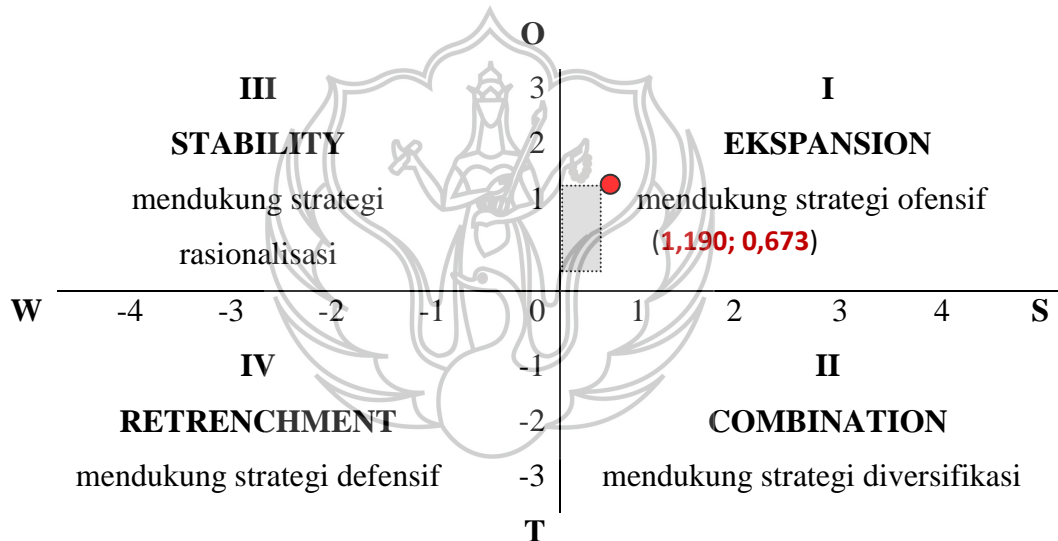 O
III
3
I
STABILITY
2
EKSPANSION
mendukung strategi
1
mendukung strategi ofensif
rasionalisasi
(1,190; 0,673)
W -4 -3 -2 -1 0 1 2 3 4 S
IV
-1
II
RETRENCHMENT
-2
COMBINATION
mendukung strategi defensif
-3
mendukung strategi diversifikasi
T